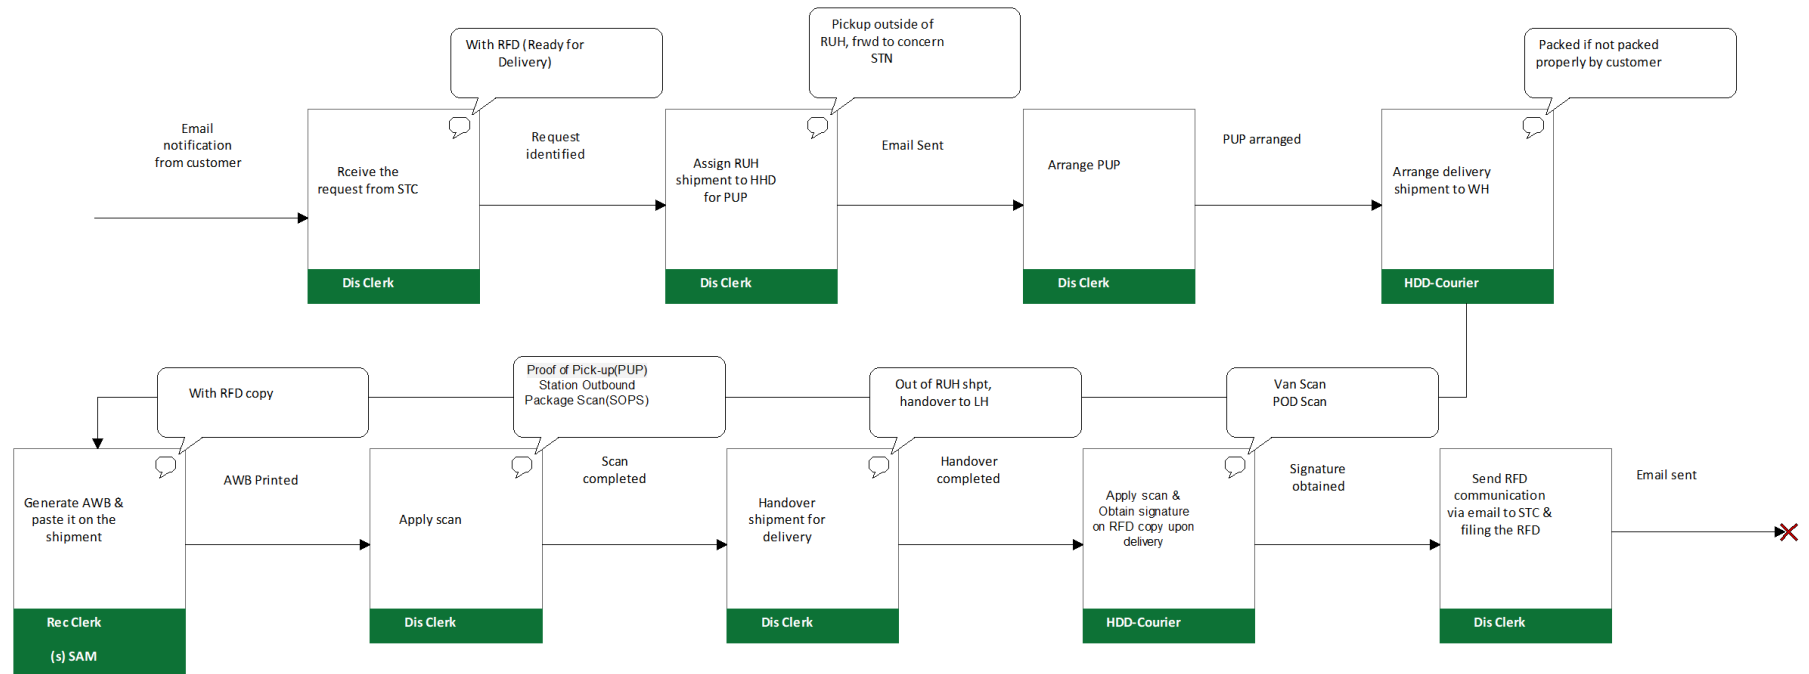 With RFD (Ready for
Delivery)
Pickup outside of
RUH, frwd to concern
STN
Packed if not packed
properly by customer
Email
notification
from customer
Rceive the
request from STC
Dis Clerk
Request
identified
Assign RUH
shipment to HHD
for PUP
Dis Clerk
Email Sent
Arrange PUP
Dis Clerk
PUP arranged
Arrange delivery
shipment to WH
HDD-Courier
With RFD copy
Proof of Pick-up(PUP)
Station Outbound
Package Scan(SOPS)
Out of RUH shpt,
handover to LH
Van Scan
POD Scan
Generate AWB &
paste it on the
shipment
Rec Clerk
(s) SAM
AWB Printed
Apply scan
Dis Clerk
Scan
completed
Handover
shipment for
delivery
Dis Clerk
Handover
completed
Apply scan &
Obtain signature
on RFD copy upon
delivery
HDD-Courier
Signature
obtained
Send RFD
communication
via email to STC &
filing the RFD
Dis Clerk
Email sent